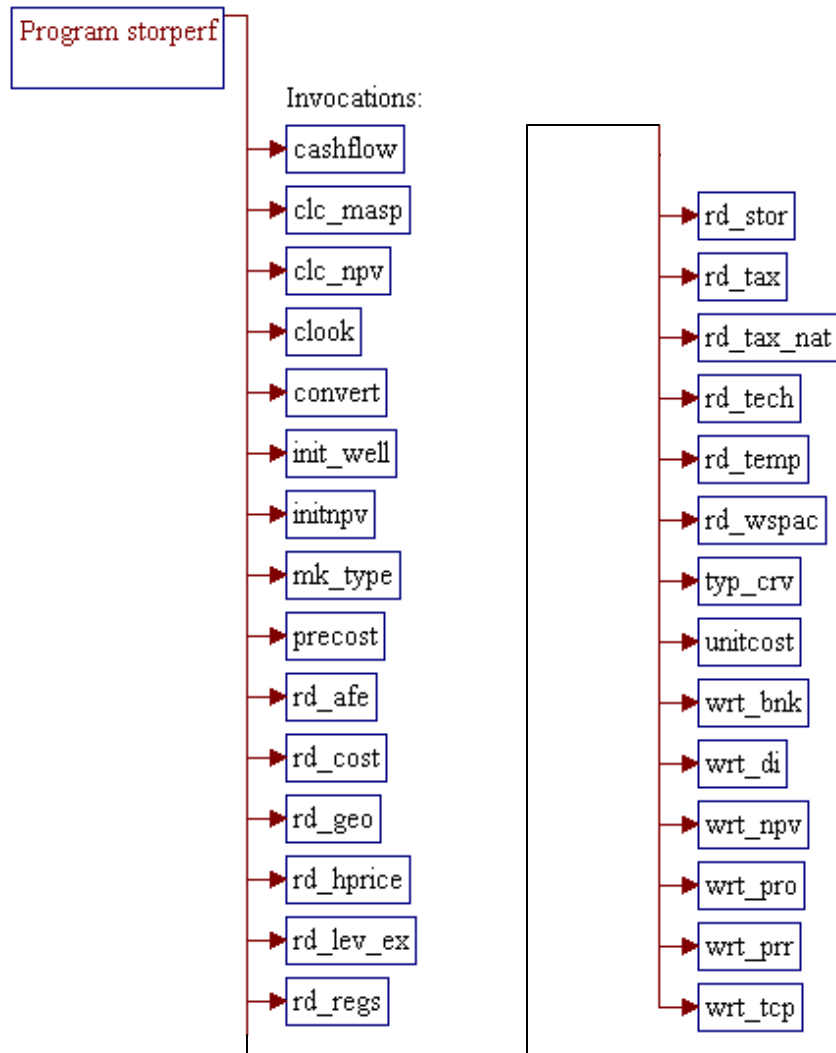 Program storperf
Invocations:
cashflow
clc_masp
clc_npv
clook
convert
init_well
initnpv
mk_type
precost
rd_afe
rd_cost
rd_geo
rd_hprice
rd_lev_ex
rd_regs
rd_stor
rd_tax
rd_tax_nat
rd_tech
rd_temp
rd_wspac
typ_crv
unitcost
wrt_bnk
wrt_di
wrt_npv
wrt_pro
wrt_prr
wrt_tcp